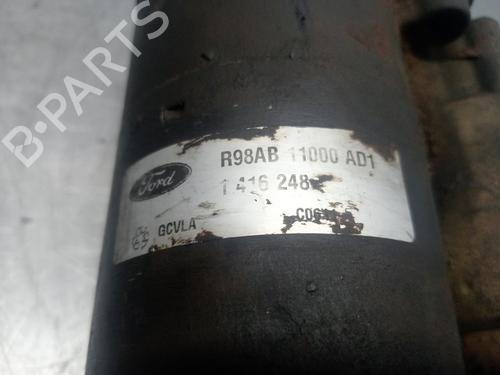 Ford
R98AB 11000 AD1
1 416 248
GCVLA
B-PARTS